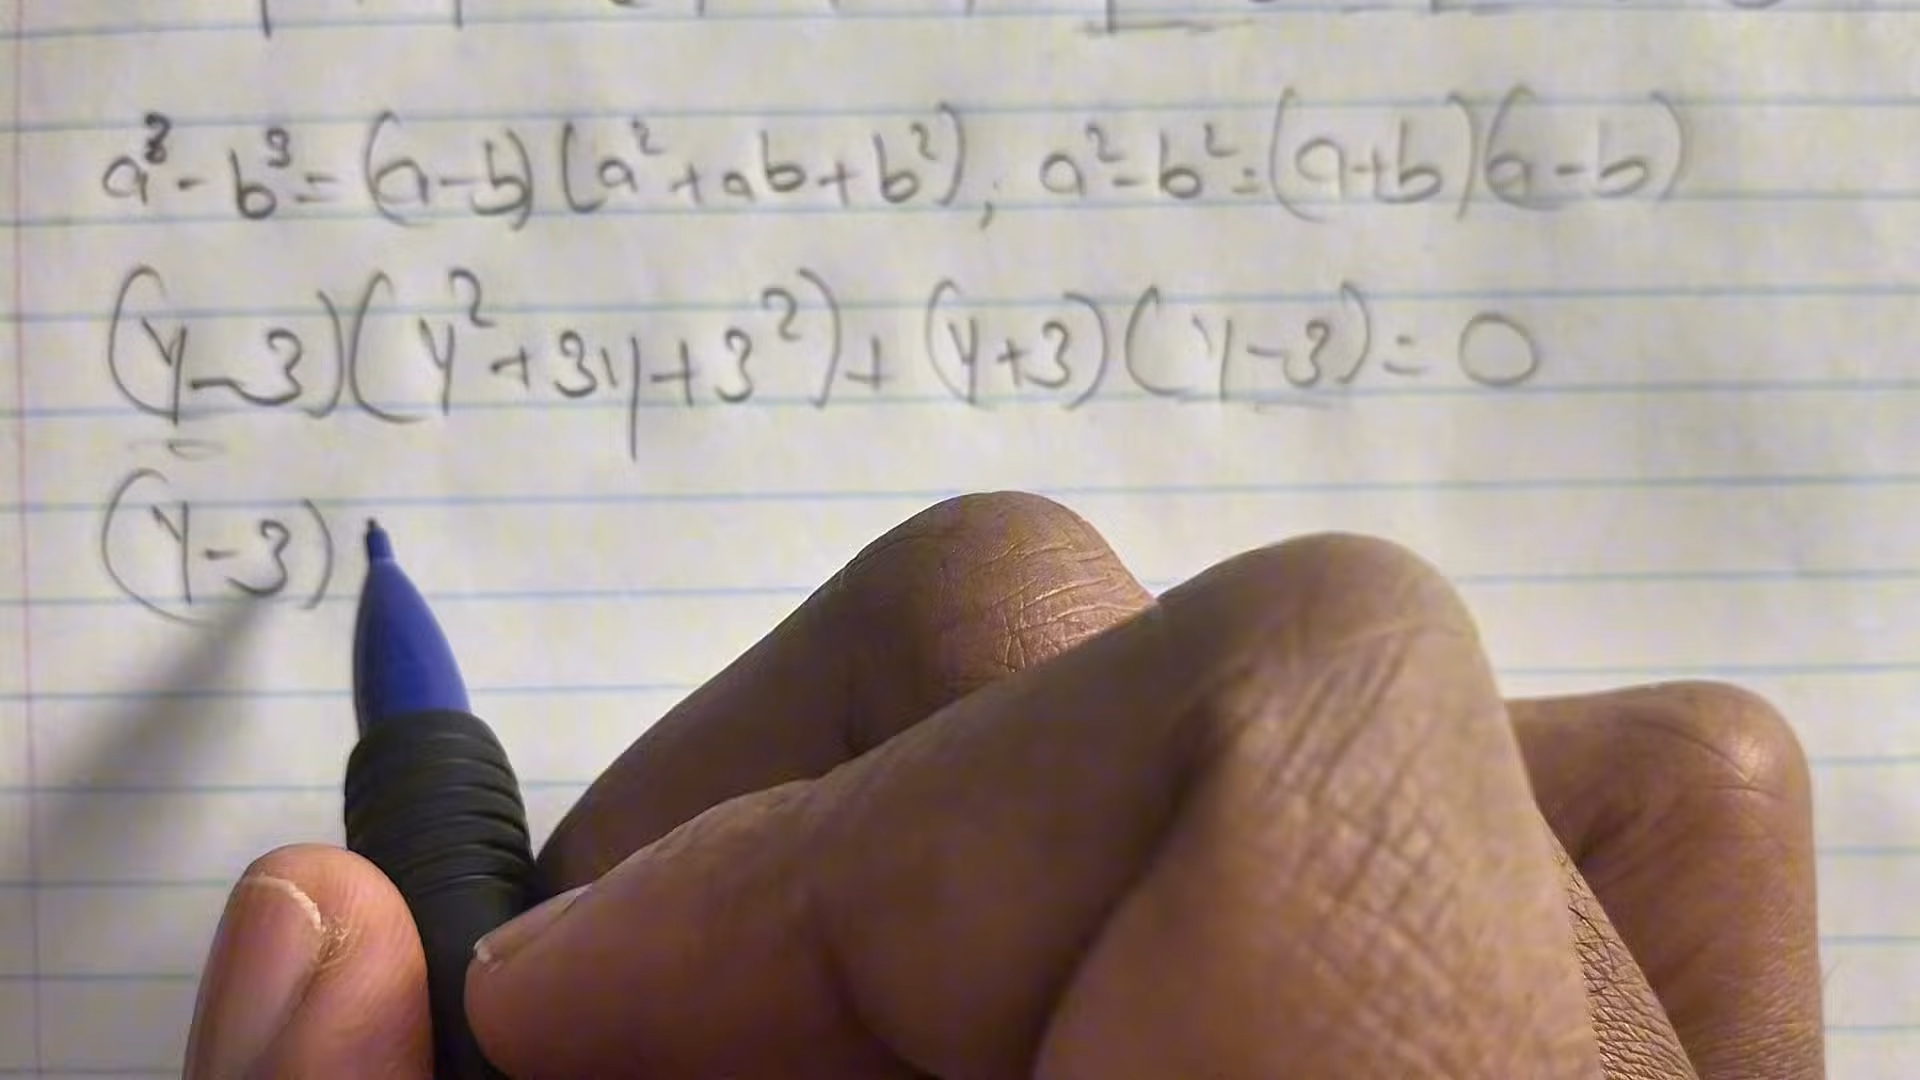 a³ - b³ = (a-b)(a²+ab+b²), a²-b² = (a+b)(a-b)
(y-3)(y²+3y+3²)+(y+3)(y-3)=0
(y-3)